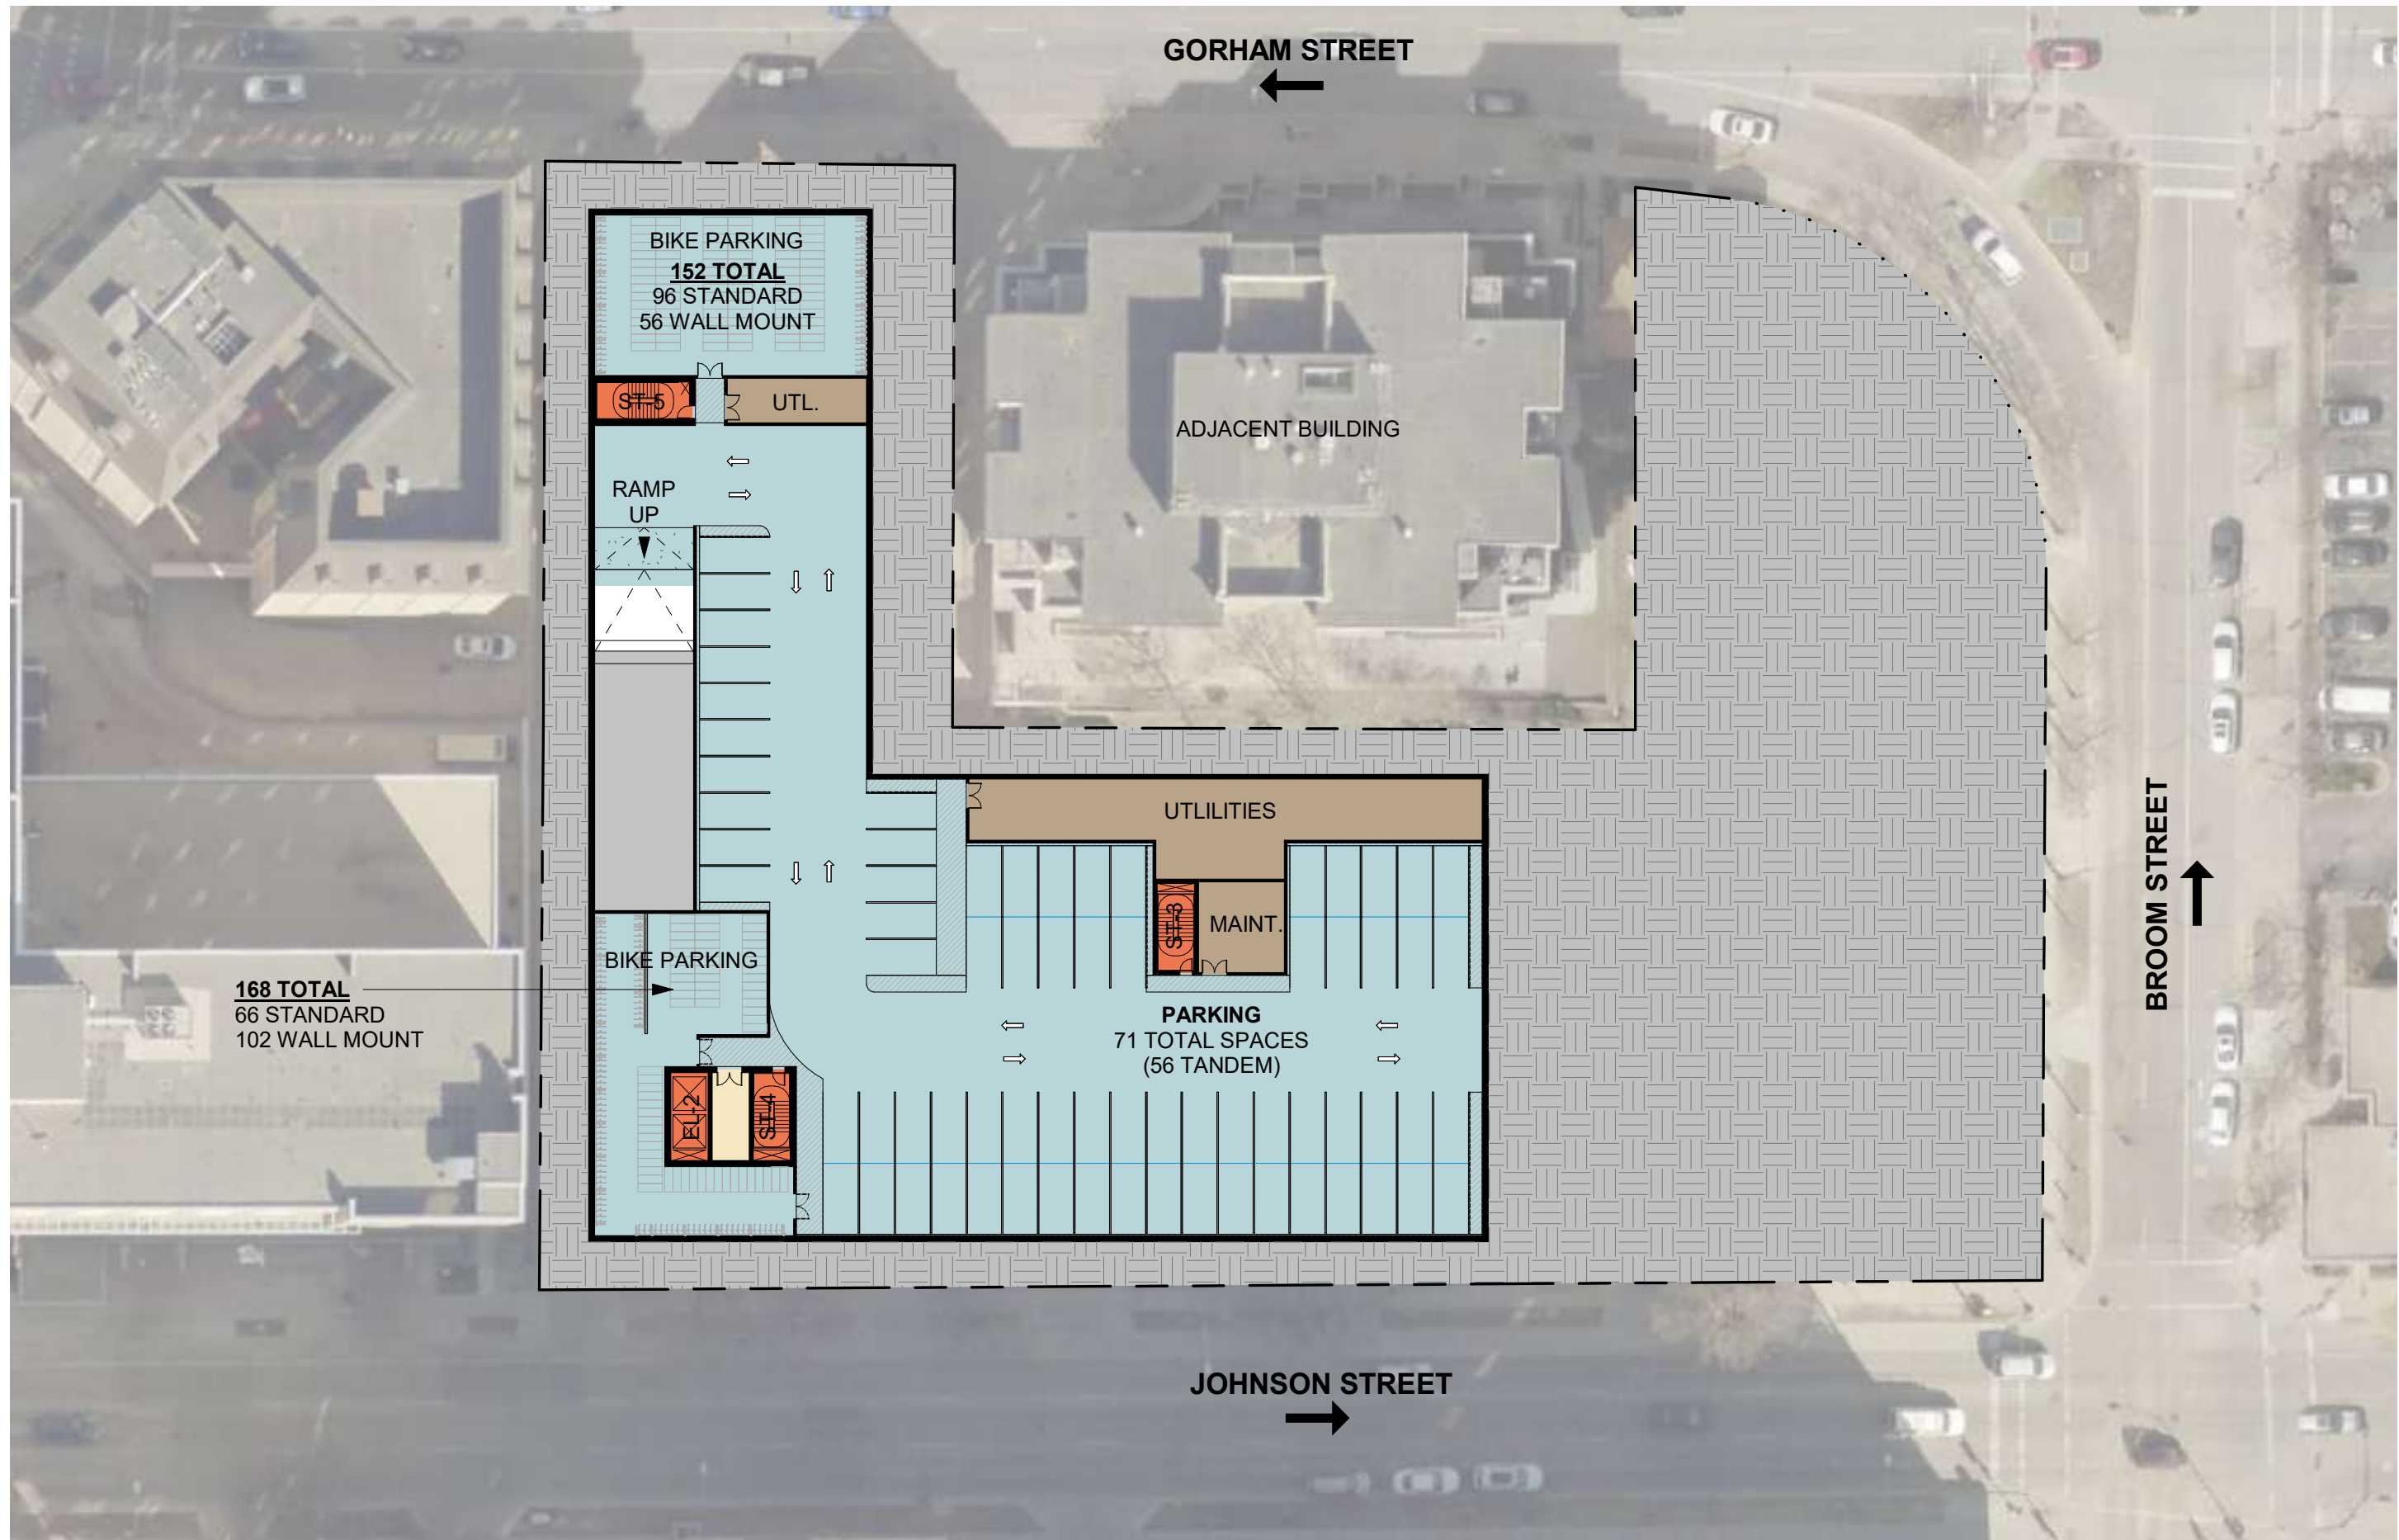 GORHAM STREET
BIKE PARKING
152 TOTAL
96 STANDARD
56 WALL MOUNT
ST-5
UTL.
ADJACENT BUILDING
RAMP
UP
UTLILITIES
ST-3
MAINT.
BIKE PARKING
168 TOTAL
66 STANDARD
102 WALL MOUNT
PARKING
71 TOTAL SPACES
(56 TANDEM)
EL-2
ST-4
BROOM STREET
JOHNSON STREET